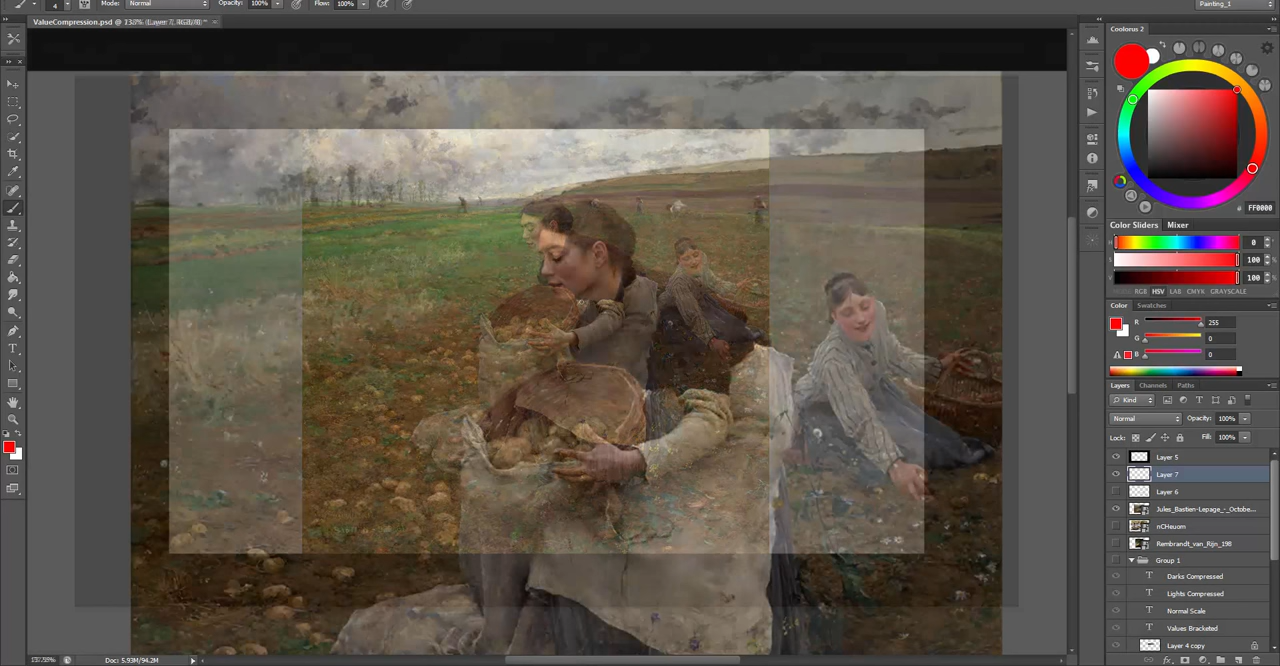 4
Mode: Normal
Opacity: 100%
Flow: 100%
Painting_1
ValueCompression.psd @
Coolorus 2
FF0000
Color Sliders Mixer
H 0 °
S 100 %
V 100 %
RGB HSV LAB CMYK GRAYSCALE
Color Swatches
R 255
G 0
B 0
Layers Channels Paths
Kind
Normal Opacity: 100%
Lock: Fill: 100%
Layer 5
Layer 7
Layer 6
Jules_Bastien-Lepage_-_Octobe...
nCHeuom
Rembrandt_van_Rijn_198
Group 1
T Darks Compressed
T Lights Compressed
T Normal Scale
T Values Bracketed
Layer 4 copy
fx
Doc: 5.93M/94.2M